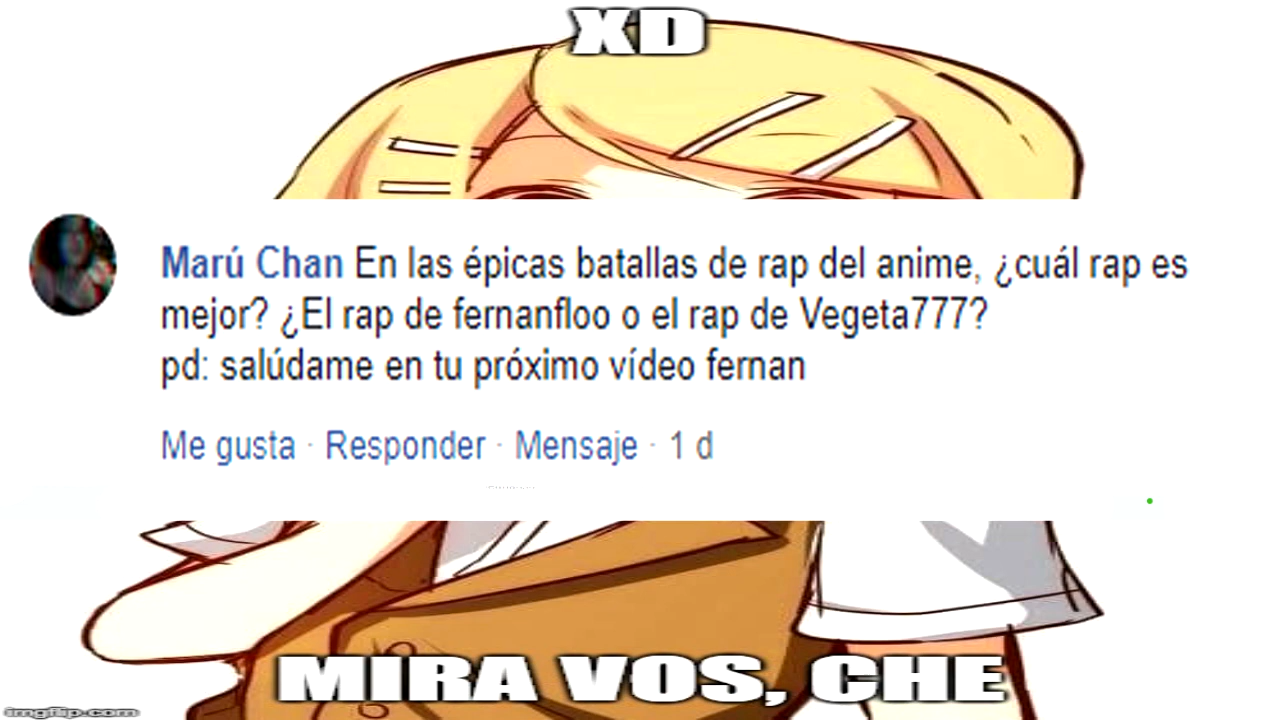 XD
Marú Chan En las épicas batallas de rap del anime, ¿cuál rap es
mejor? ¿El rap de fernanfloo o el rap de Vegeta777?
pd: salúdame en tu próximo vídeo fernan
Me gusta · Responder · Mensaje · 1 d
MIRA VOS, CHE
imgflip.com